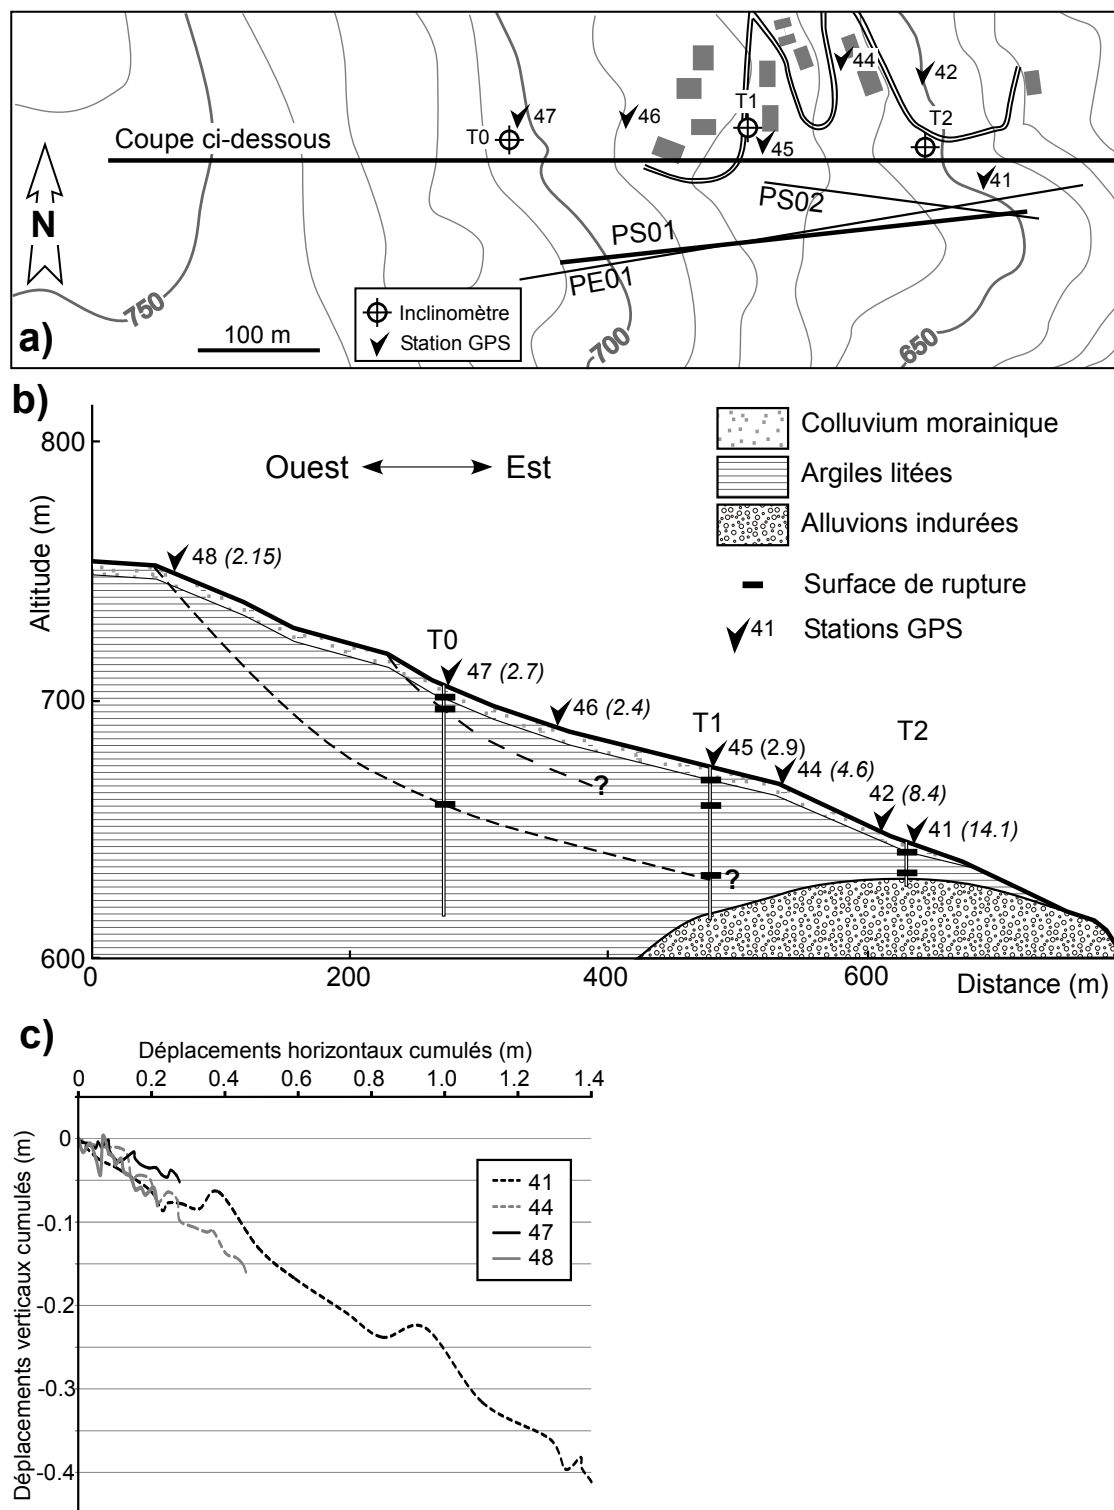 44
42
47
46
T1
T0
T2
45
Coupe ci-dessous
41
PS02
N
PS01
PE01
750
700
650
Inclinomètre
Station GPS
100 m
a)
b)
800
Ouest
Est
Colluvium morainique
Argiles litées
Alluvions indurées
Surface de rupture
41 Stations GPS
Altitude (m)
48 (2.15)
T0
47 (2.7)
700
46 (2.4)
T1
T2
45 (2.9)
44 (4.6)
42 (8.4)
41 (14.1)
?
?
600
0
200
400
600
Distance (m)
c)
Déplacements horizontaux cumulés (m)
0 0.2 0.4 0.6 0.8 1.0 1.2 1.4
Déplacements verticaux cumulés (m)
0
-0.1
-0.2
-0.3
-0.4
41
44
47
48